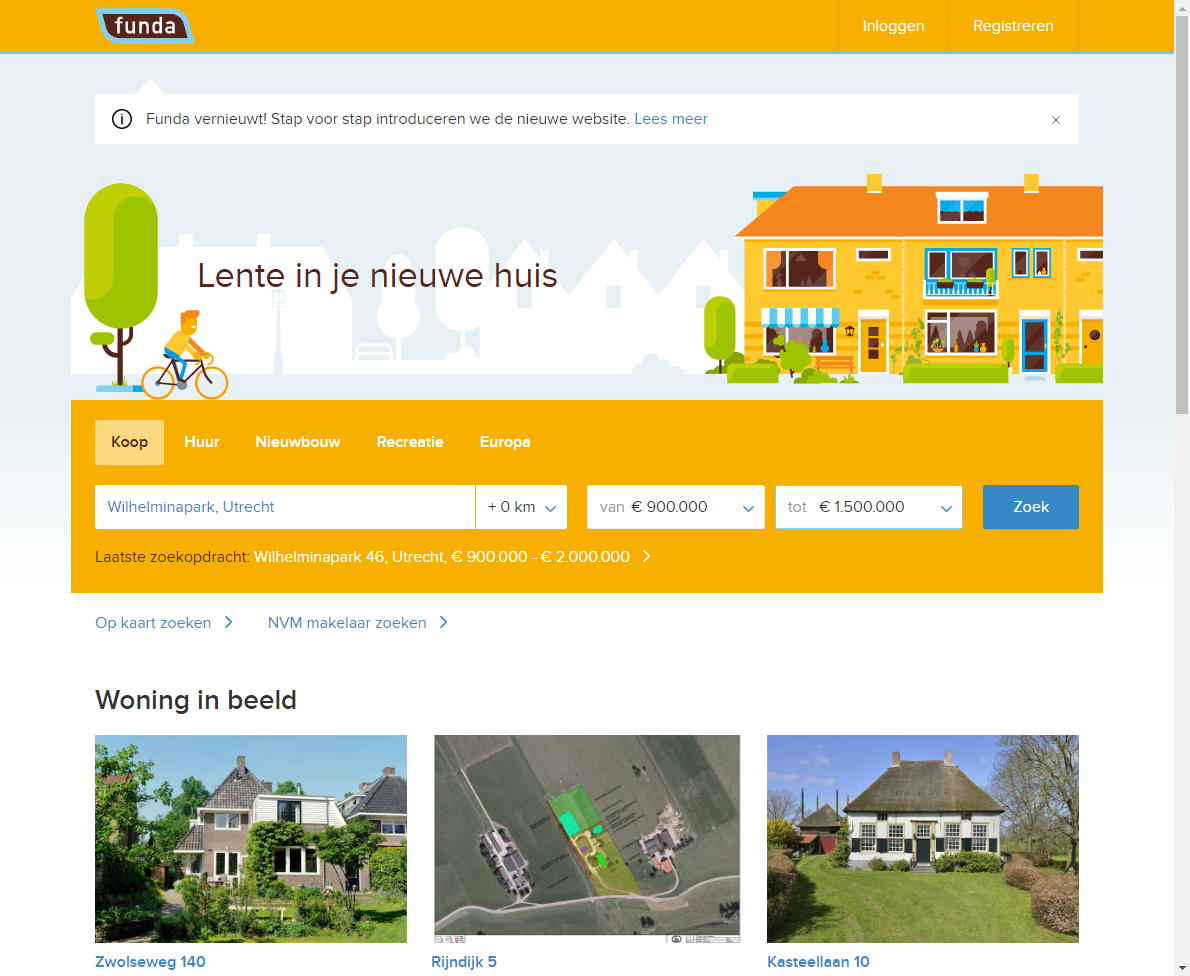 funda
Inloggen
Registreren
Funda vernieuwt! Stap voor stap introduceren we de nieuwe website. Lees meer
×
Lente in je nieuwe huis
Koop
Huur
Nieuwbouw
Recreatie
Europa
Wilhelminapark, Utrecht
+ 0 km
van € 900.000
tot € 1.500.000
Zoek
Laatste zoekopdracht: Wilhelminapark 46, Utrecht, € 900.000 - € 2.000.000
Op kaart zoeken
NVM makelaar zoeken
Woning in beeld
Zwolseweg 140
Rijndijk 5
Kasteellaan 10